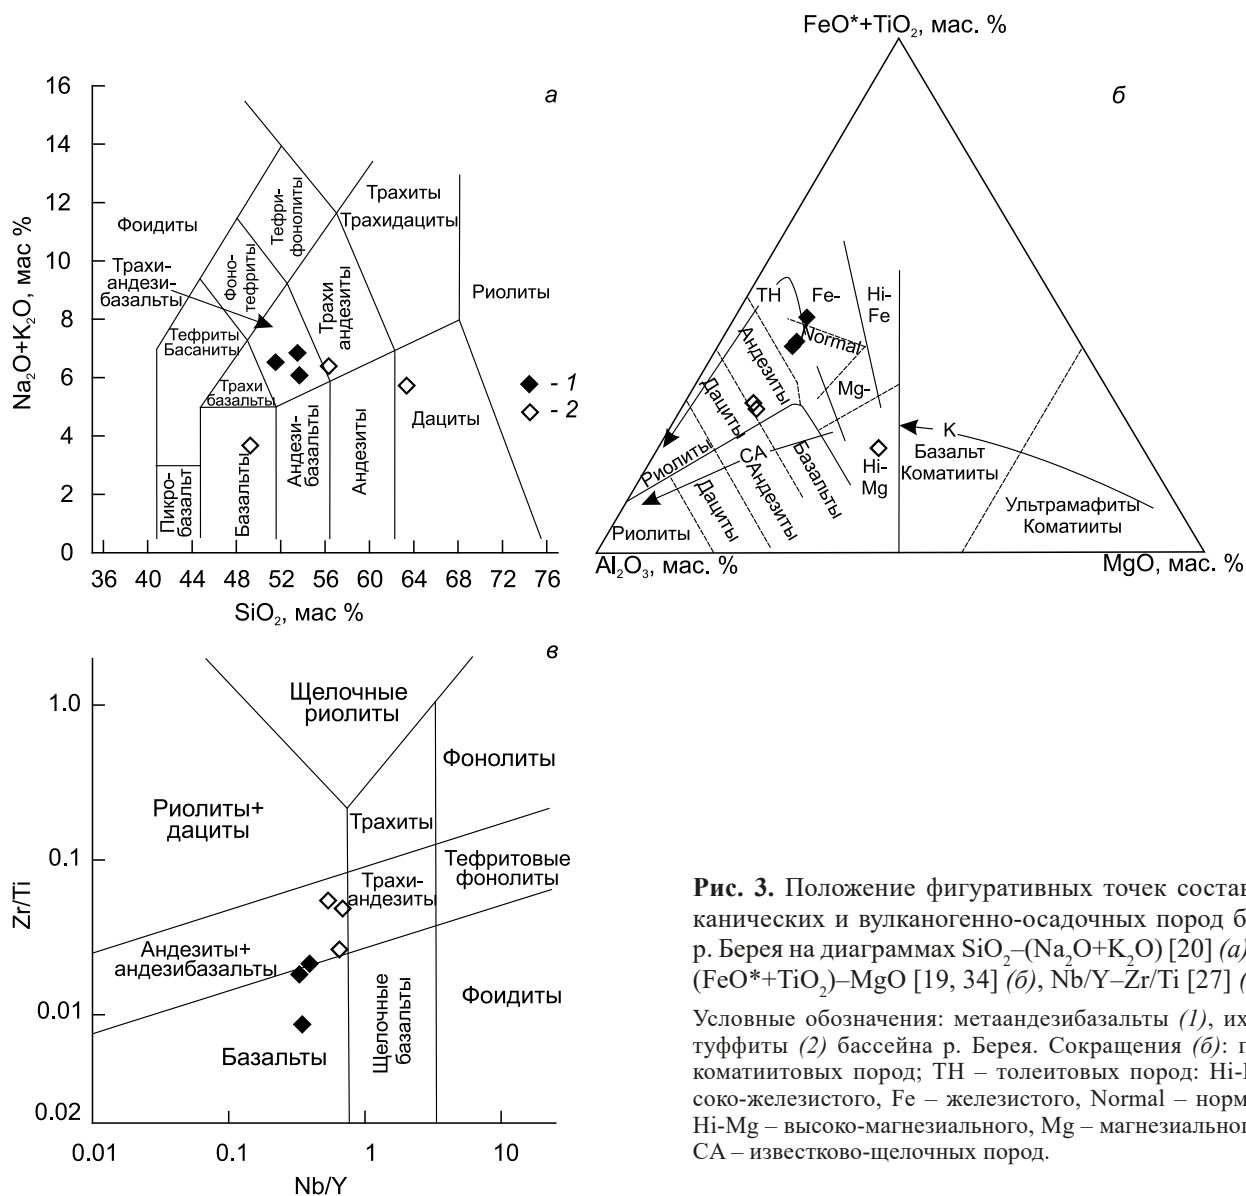 FeO*+TiO₂, мас. %
а
б
16
14
12
10
8
6
4
2
0
Na₂O+K₂O, мас %
36 40 44 48 52 56 60 64 68 72 76
SiO₂, мас %
Фоидиты
Тефри-
фонолиты
Трахиты
Трахидациты
Трахи-
андези-
базальты
Фоно-
тефриты
Трахи
андезиты
Риолиты
Тефриты
Басаниты
Трахи
базальты
Пикро-
базальт
Базальты
Андези-
базальты
Андезиты
Дациты
- 1
- 2
TH
Fe-
Hi-
Fe
Normal
Mg-
Андезиты
Дациты
Риолиты
CA
Базальты
Андезиты
Дациты
Риолиты
Hi-
Mg
K
Базальт
Коматииты
Ультрамафиты
Коматииты
Al₂O₃, мас. %
MgO, мас. %
в
1.0
0.1
0.01
0.02
Zr/Ti
0.01 0.1 1 10
Nb/Y
Щелочные
риолиты
Фонолиты
Риолиты+
дациты
Трахиты
Тефритовые
фонолиты
Трахи-
андезиты
Андезиты+
андезибазальты
Базальты
Щелочные
базальты
Фоидиты
Рис. 3. Положение фигуративных точек состав
канических и вулканогенно-осадочных пород б
р. Берея на диаграммах SiO₂–(Na₂O+K₂O) [20] (а)
(FeO*+TiO₂)–MgO [19, 34] (б), Nb/Y–Zr/Ti [27] (
Условные обозначения: метаандезибазальты (1), их
туффиты (2) бассейна р. Берея. Сокращения (б): п
коматиитовых пород; TH – толеитовых пород: Hi-
соко-железистого, Fe – железистого, Normal – норм
Hi-Mg – высоко-магнезиального, Mg – магнезиальног
CA – известково-щелочных пород.